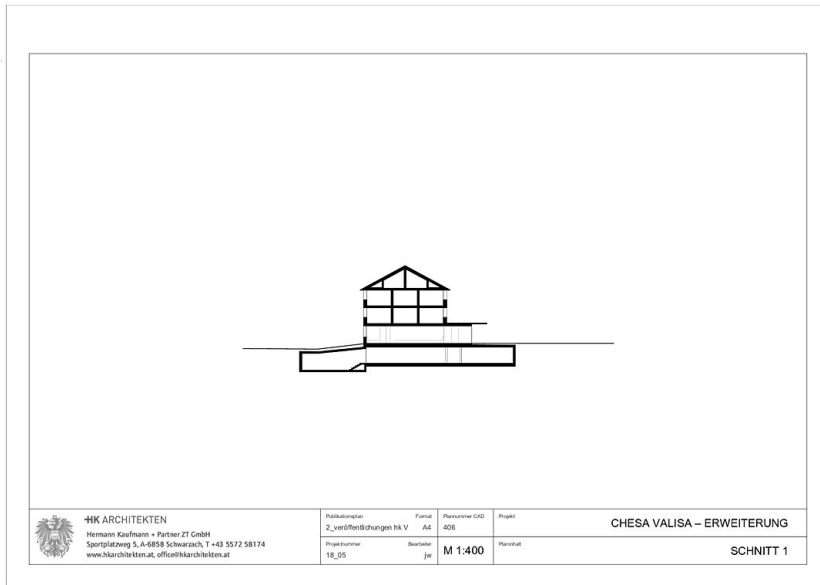 HK ARCHITEKTEN
Hermann Kaufmann + Partner ZT GmbH
Sportplatzweg 5, A-6858 Schwarzach, T +43 5572 58174
www.hkarchitekten.at, office@hkarchitekten.at
Publikationsplan Format
2_veröffentlichungen hk V A4
Projektnummer Bearbeiter
18_05 jw
Plannummer CAD
406
M 1:400
Projekt
CHESA VALISA – ERWEITERUNG
Planinhalt
SCHNITT 1